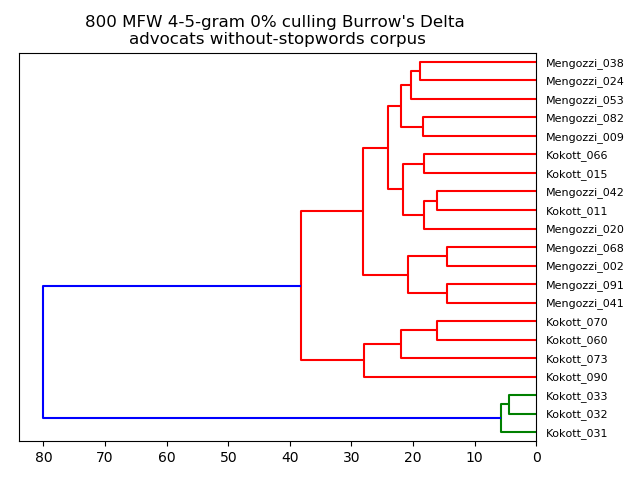 800 MFW 4-5-gram 0% culling Burrow's Delta
advocats without-stopwords corpus
Mengozzi_038
Mengozzi_024
Mengozzi_053
Mengozzi_082
Mengozzi_009
Kokott_066
Kokott_015
Mengozzi_042
Kokott_011
Mengozzi_020
Mengozzi_068
Mengozzi_002
Mengozzi_091
Mengozzi_041
Kokott_070
Kokott_060
Kokott_073
Kokott_090
Kokott_033
Kokott_032
Kokott_031
80 70 60 50 40 30 20 10 0